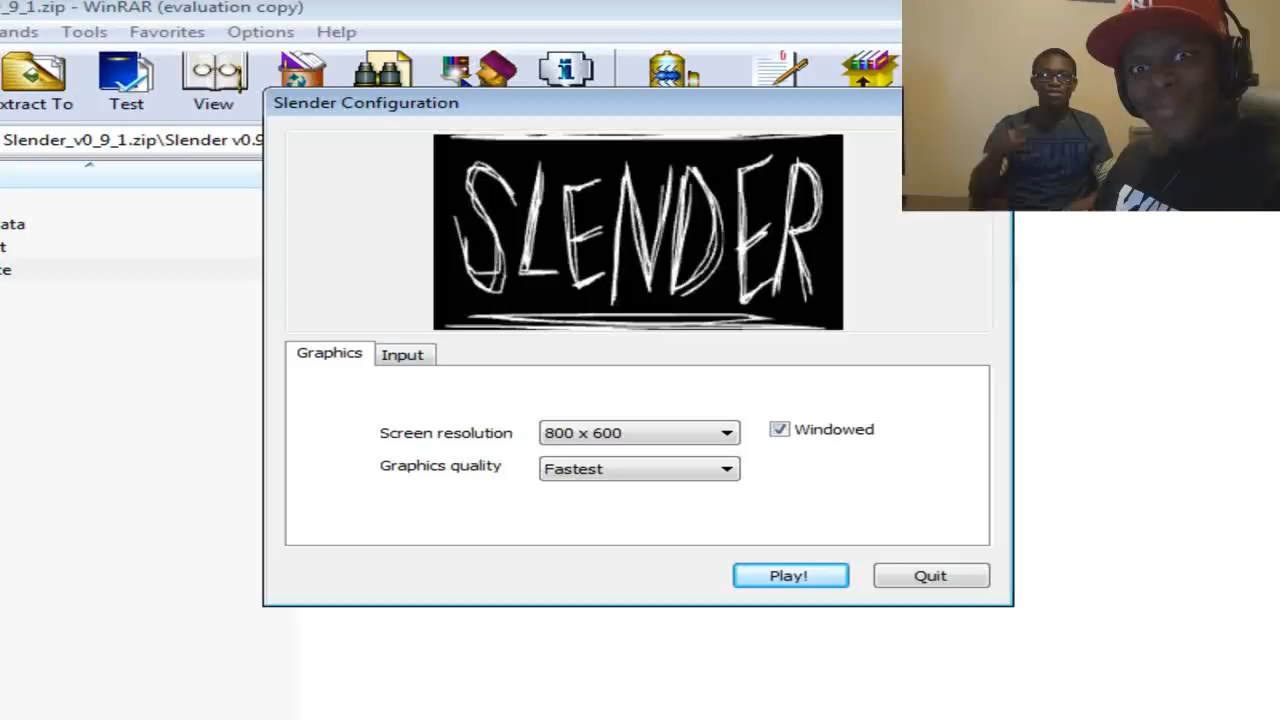 _9_1.zip - WinRAR (evaluation copy)
ands Tools Favorites Options Help
xtract To Test View
Slender_v0_9_1.zip\Slender v0.9
ata
t
te
Slender Configuration
SLENDER
Graphics Input
Screen resolution 800 x 600 Windowed
Graphics quality Fastest
Play! Quit